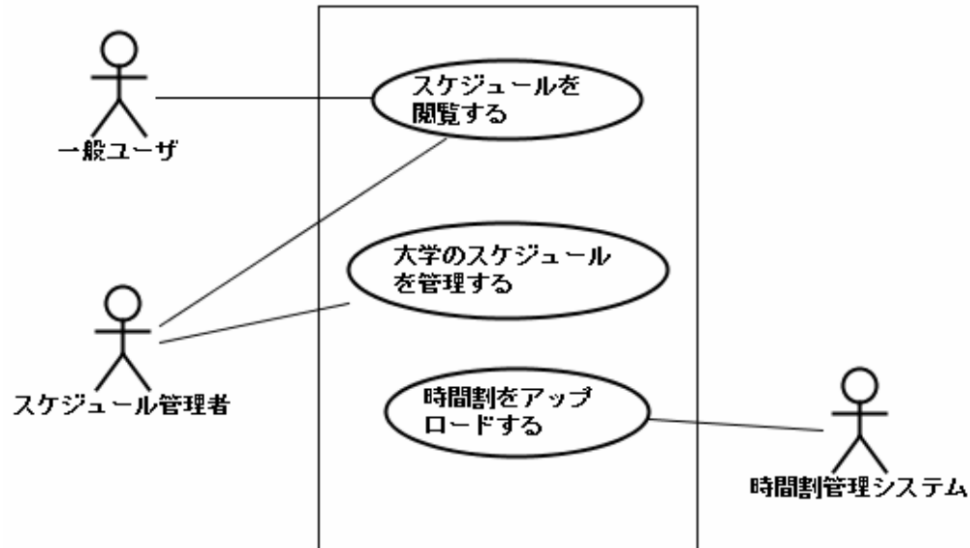 スケジュールを
閲覧する
一般ユーザ
大学のスケジュール
を管理する
スケジュール管理者
時間割をアップ
ロードする
時間割管理システム